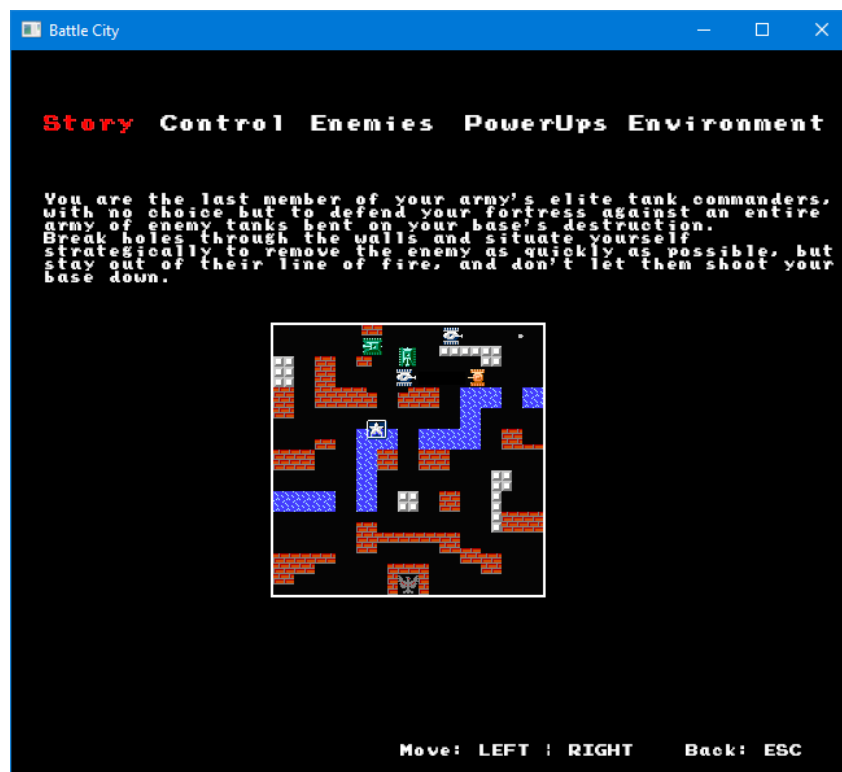 Battle City
Story Control Enemies PowerUps Environment
You are the last member of your army's elite tank commanders,
with no choice but to defend your fortress against an entire
army of enemy tanks bent on your base's destruction.
Break holes through the walls and situate yourself
strategically to remove the enemy as quickly as possible, but
stay out of their line of fire, and don't let them shoot your
base down.
Move: LEFT | RIGHT Back: ESC